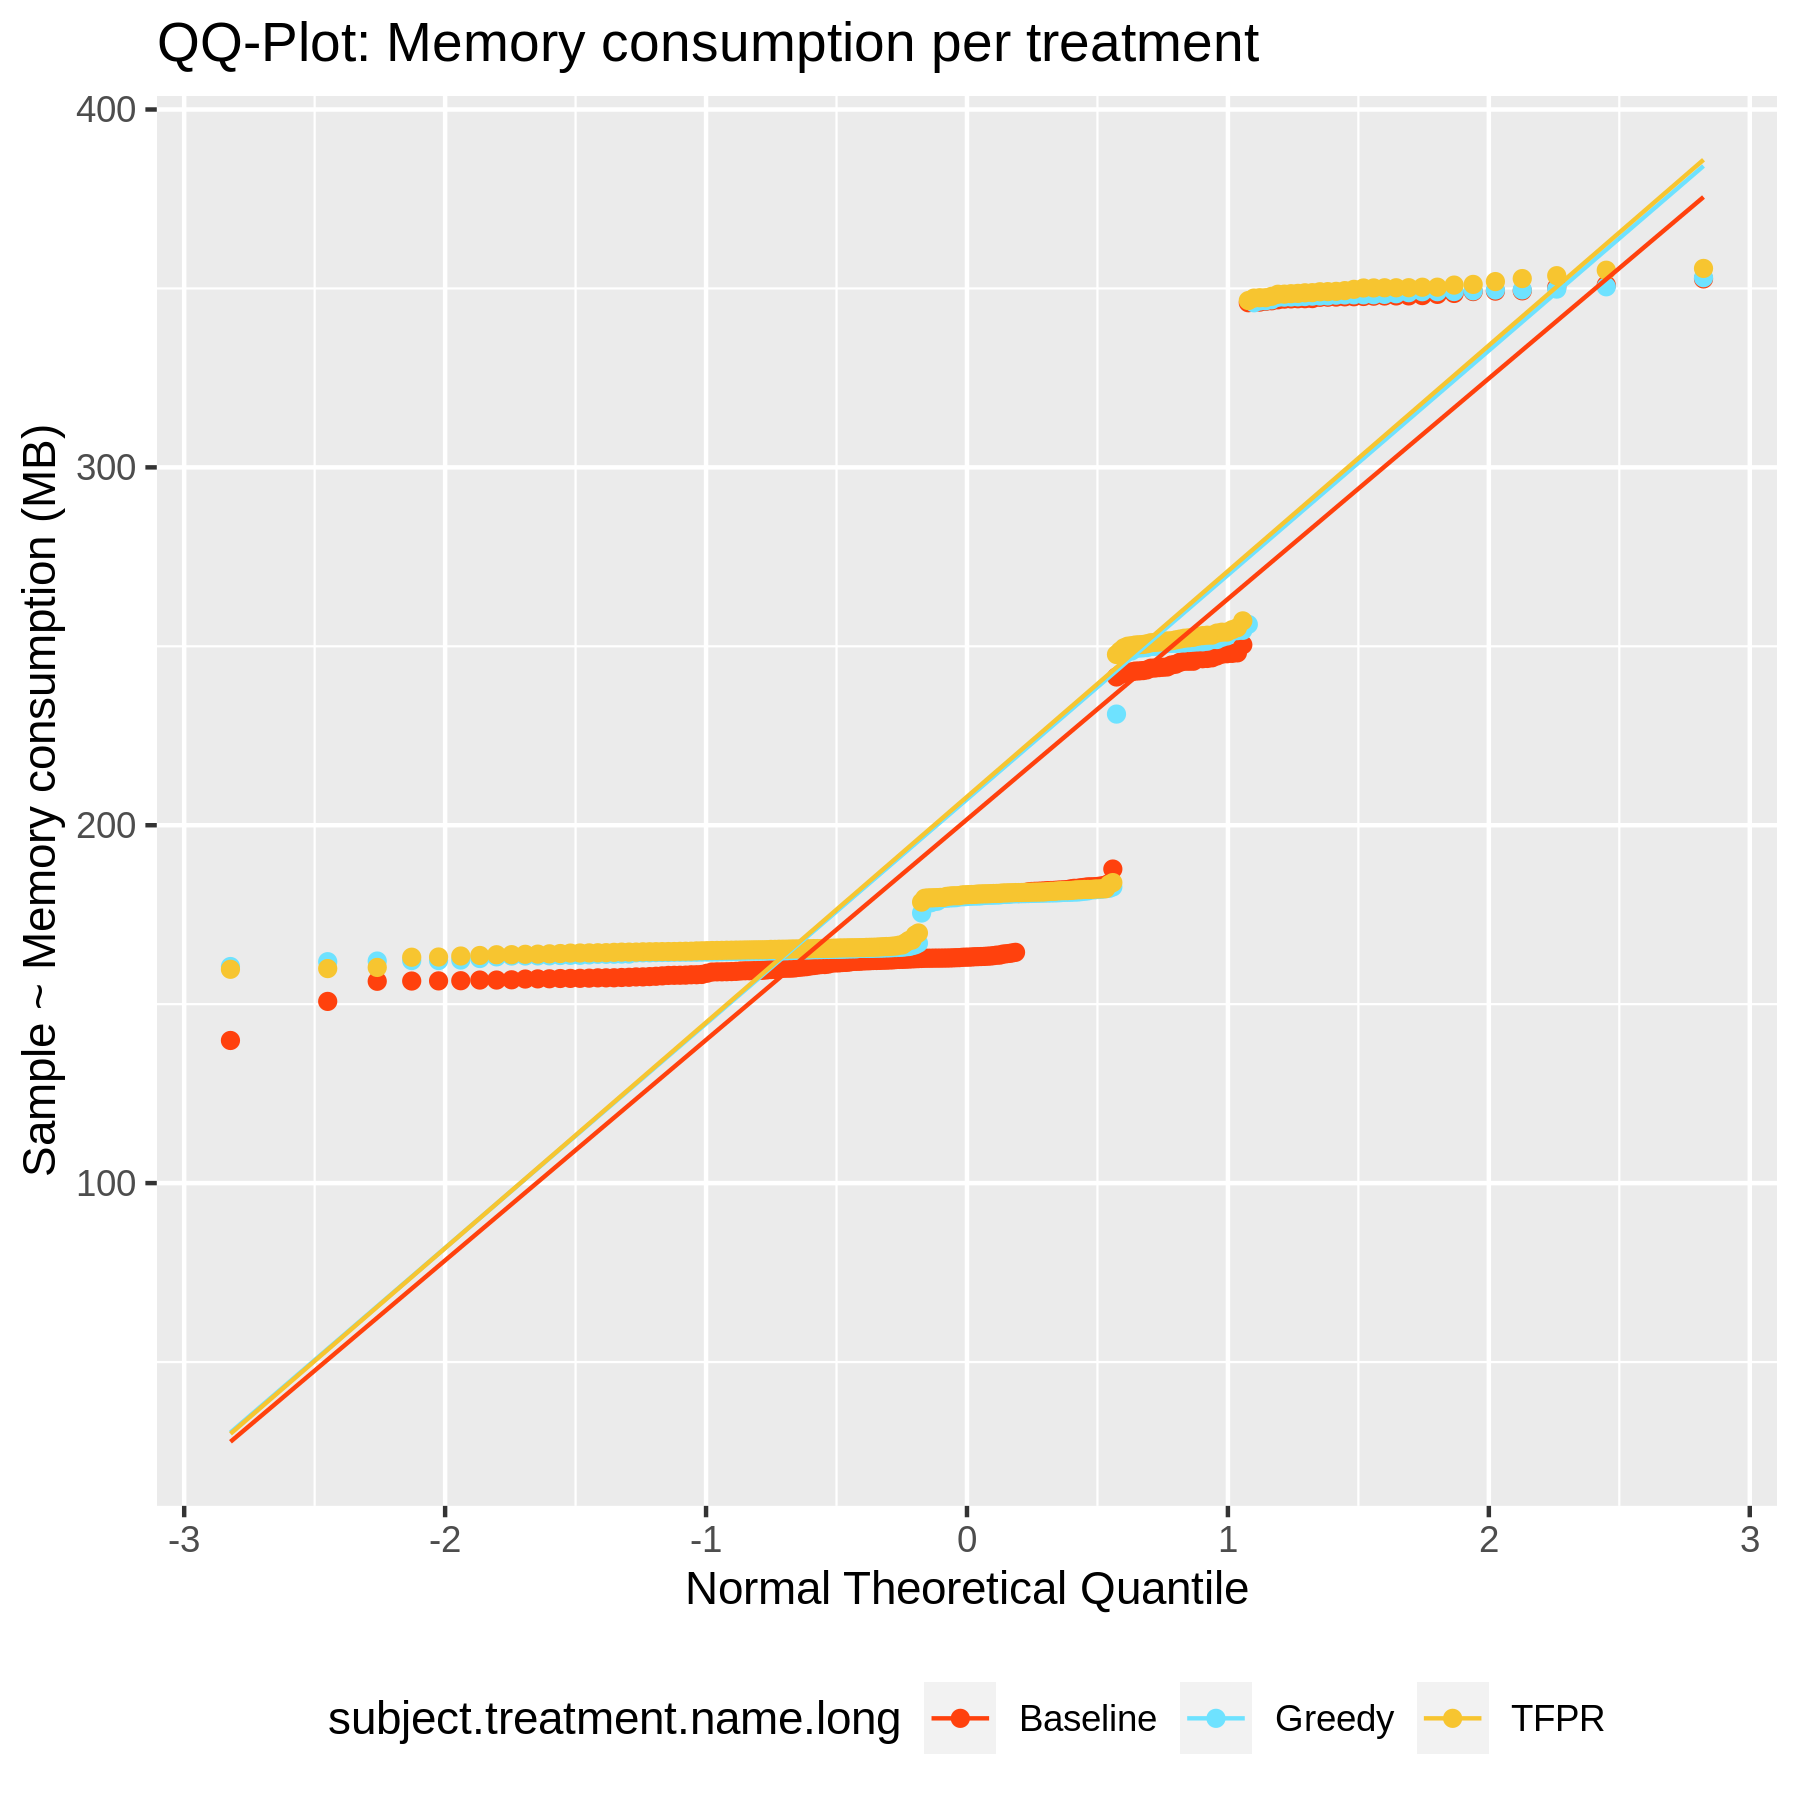 QQ-Plot: Memory consumption per treatment
400
300
200
100
Sample ~ Memory consumption (MB)
-3 -2 -1 0 1 2 3
Normal Theoretical Quantile
subject.treatment.name.long Baseline Greedy TFPR